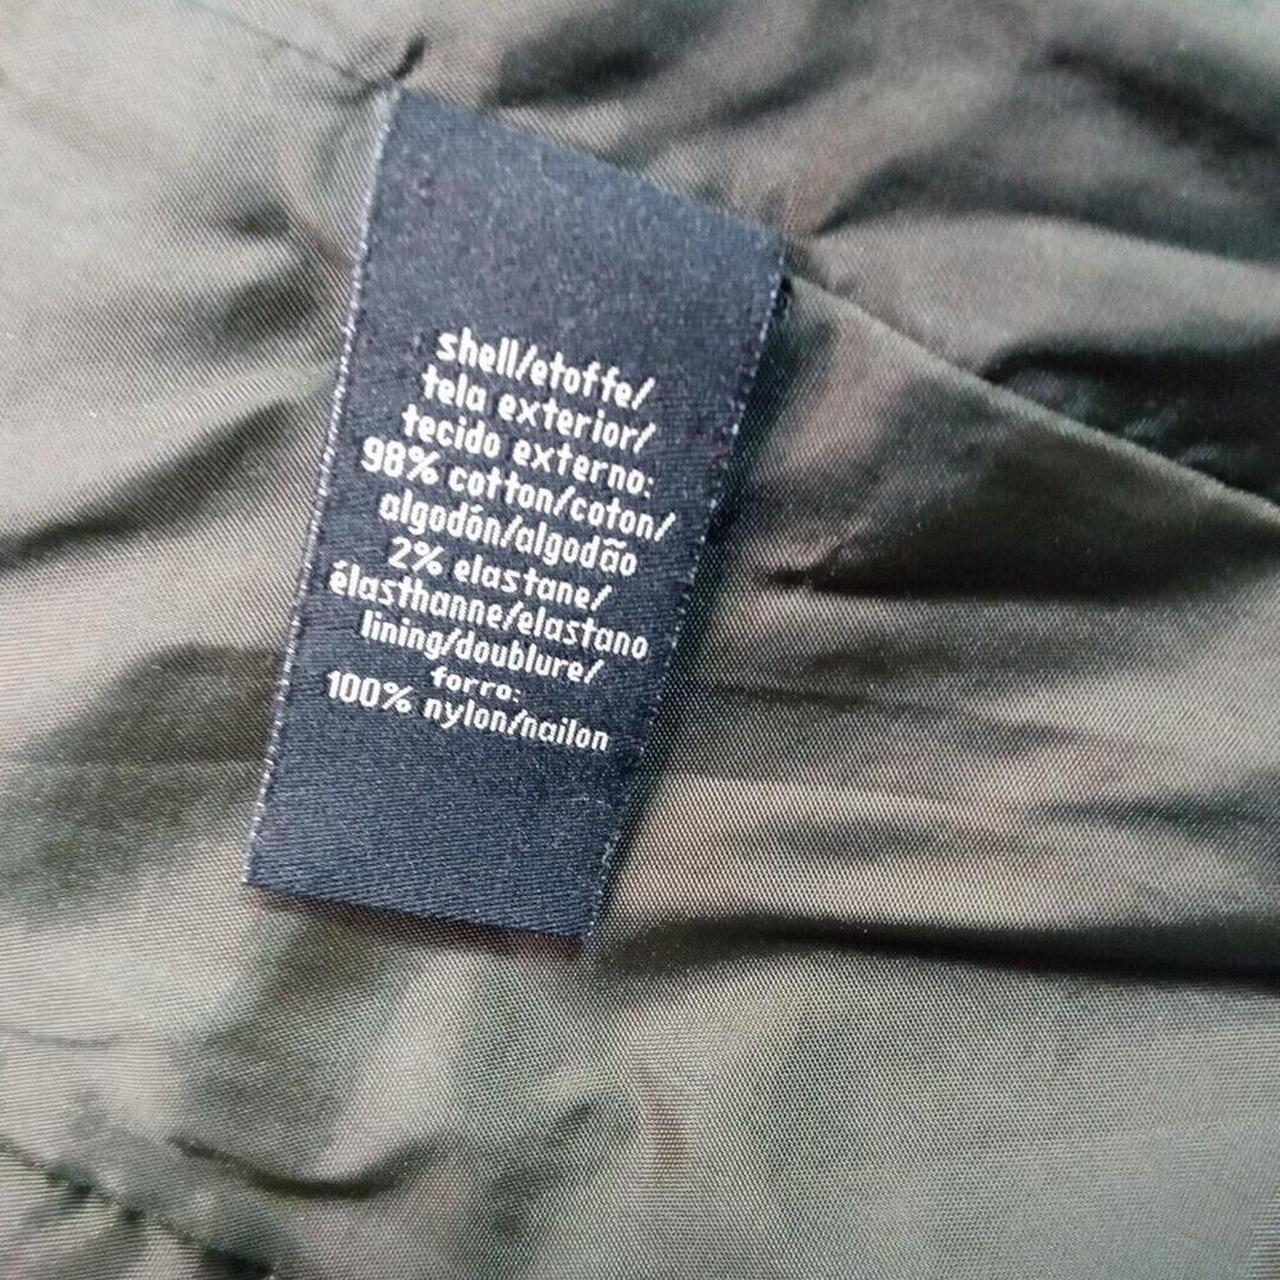 shell/etoffe/
tela exterior/
tecido externo:
98% cotton/coton/
algodón/algodão
2% elastane/
élasthanne/elastano
lining/doublure/
forro:
100% nylon/nailon